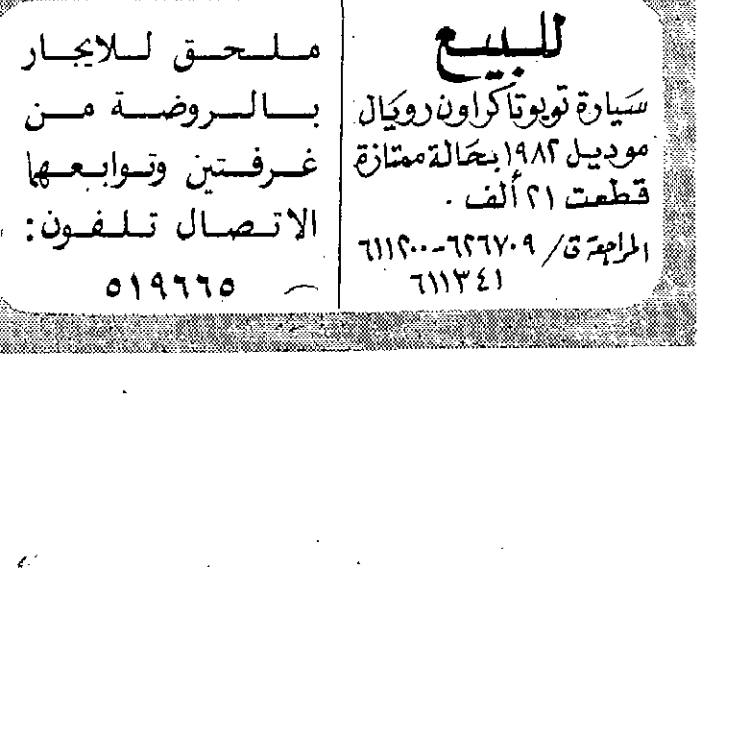 للبيع
سيارة تويوتا كراون رويال
موديل ١٩٨٢ بحالة ممتازة
قطعت ٢١ ألف .
المراجعة ت / ٦٢٦٧٠٩-٦١١٢٠٠
٦١١٣٤١
ملحق للايجار
بالروضة من
غرفتين وتوابعها
الاتصال تلفون:
٥١٩٦٦٥